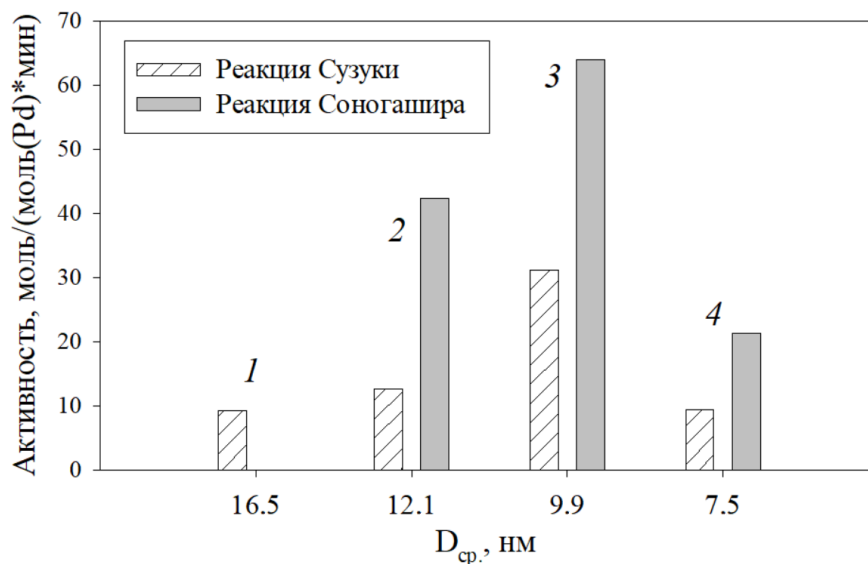 Активность, моль/(моль(Pd)*мин)
70
60
50
40
30
20
10
0
Реакция Сузуки
Реакция Соногашира
1
2
3
4
16.5 12.1 9.9 7.5
Dср., нм